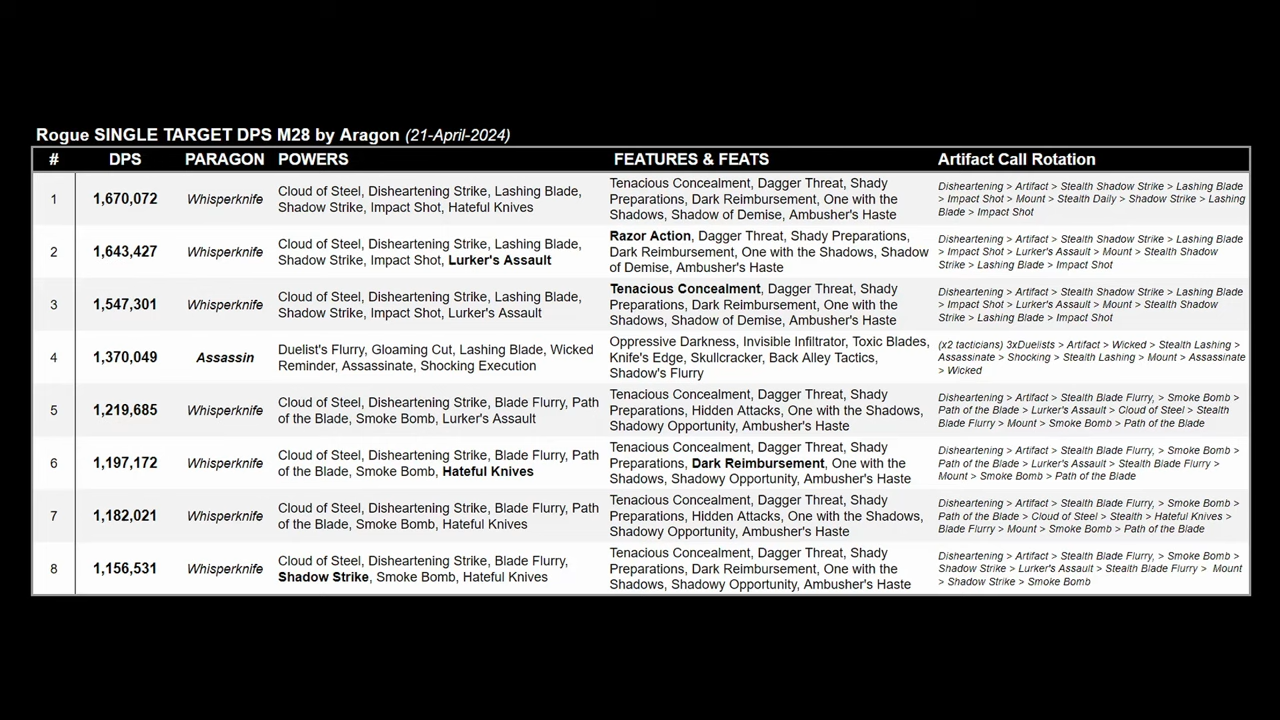 Rogue SINGLE TARGET DPS M28 by Aragon (21-April-2024)
# DPS PARAGON POWERS FEATURES & FEATS Artifact Call Rotation
1 1,670,072 Whisperknife
Cloud of Steel, Disheartening Strike, Lashing Blade,
Shadow Strike, Impact Shot, Hateful Knives
Tenacious Concealment, Dagger Threat, Shady
Preparations, Dark Reimbursement, One with the
Shadows, Shadow of Demise, Ambusher's Haste
Disheartening > Artifact > Stealth Shadow Strike > Lashing Blade
> Impact Shot > Mount > Stealth Daily > Shadow Strike > Lashing
Blade > Impact Shot
2 1,643,427 Whisperknife
Cloud of Steel, Disheartening Strike, Lashing Blade,
Shadow Strike, Impact Shot, Lurker's Assault
Razor Action, Dagger Threat, Shady Preparations,
Dark Reimbursement, One with the Shadows, Shadow
of Demise, Ambusher's Haste
Disheartening > Artifact > Stealth Shadow Strike > Lashing Blade
> Impact Shot > Lurker's Assault > Mount > Stealth Shadow
Strike > Lashing Blade > Impact Shot
3 1,547,301 Whisperknife
Cloud of Steel, Disheartening Strike, Lashing Blade,
Shadow Strike, Impact Shot, Lurker's Assault
Tenacious Concealment, Dagger Threat, Shady
Preparations, Dark Reimbursement, One with the
Shadows, Shadow of Demise, Ambusher's Haste
Disheartening > Artifact > Stealth Shadow Strike > Lashing Blade
> Impact Shot > Lurker's Assault > Mount > Stealth Shadow
Strike > Lashing Blade > Impact Shot
4 1,370,049 Assassin
Duelist's Flurry, Gloaming Cut, Lashing Blade, Wicked
Reminder, Assassinate, Shocking Execution
Oppressive Darkness, Invisible Infiltrator, Toxic Blades,
Knife's Edge, Skullcracker, Back Alley Tactics,
Shadow's Flurry
(x2 tacticians) 3xDuelists > Artifact > Wicked > Stealth Lashing >
Assassinate > Shocking > Stealth Lashing > Mount > Assassinate
> Wicked
5 1,219,685 Whisperknife
Cloud of Steel, Disheartening Strike, Blade Flurry, Path
of the Blade, Smoke Bomb, Lurker's Assault
Tenacious Concealment, Dagger Threat, Shady
Preparations, Hidden Attacks, One with the Shadows,
Shadowy Opportunity, Ambusher's Haste
Disheartening > Artifact > Stealth Blade Flurry, > Smoke Bomb >
Path of the Blade > Lurker's Assault > Cloud of Steel > Stealth
Blade Flurry > Mount > Smoke Bomb > Path of the Blade
6 1,197,172 Whisperknife
Cloud of Steel, Disheartening Strike, Blade Flurry, Path
of the Blade, Smoke Bomb, Hateful Knives
Tenacious Concealment, Dagger Threat, Shady
Preparations, Dark Reimbursement, One with the
Shadows, Shadowy Opportunity, Ambusher's Haste
Disheartening > Artifact > Stealth Blade Flurry, > Smoke Bomb >
Path of the Blade > Lurker's Assault > Stealth Blade Flurry >
Mount > Smoke Bomb > Path of the Blade
7 1,182,021 Whisperknife
Cloud of Steel, Disheartening Strike, Blade Flurry, Path
of the Blade, Smoke Bomb, Hateful Knives
Tenacious Concealment, Dagger Threat, Shady
Preparations, Hidden Attacks, One with the Shadows,
Shadowy Opportunity, Ambusher's Haste
Disheartening > Artifact > Stealth Blade Flurry, > Smoke Bomb >
Path of the Blade > Cloud of Steel > Stealth > Hateful Knives >
Blade Flurry > Mount > Smoke Bomb > Path of the Blade
8 1,156,531 Whisperknife
Cloud of Steel, Disheartening Strike, Blade Flurry,
Shadow Strike, Smoke Bomb, Hateful Knives
Tenacious Concealment, Dagger Threat, Shady
Preparations, Dark Reimbursement, One with the
Shadows, Shadowy Opportunity, Ambusher's Haste
Disheartening > Artifact > Stealth Blade Flurry, > Smoke Bomb >
Shadow Strike > Lurker's Assault > Stealth Blade Flurry > Mount
> Shadow Strike > Smoke Bomb